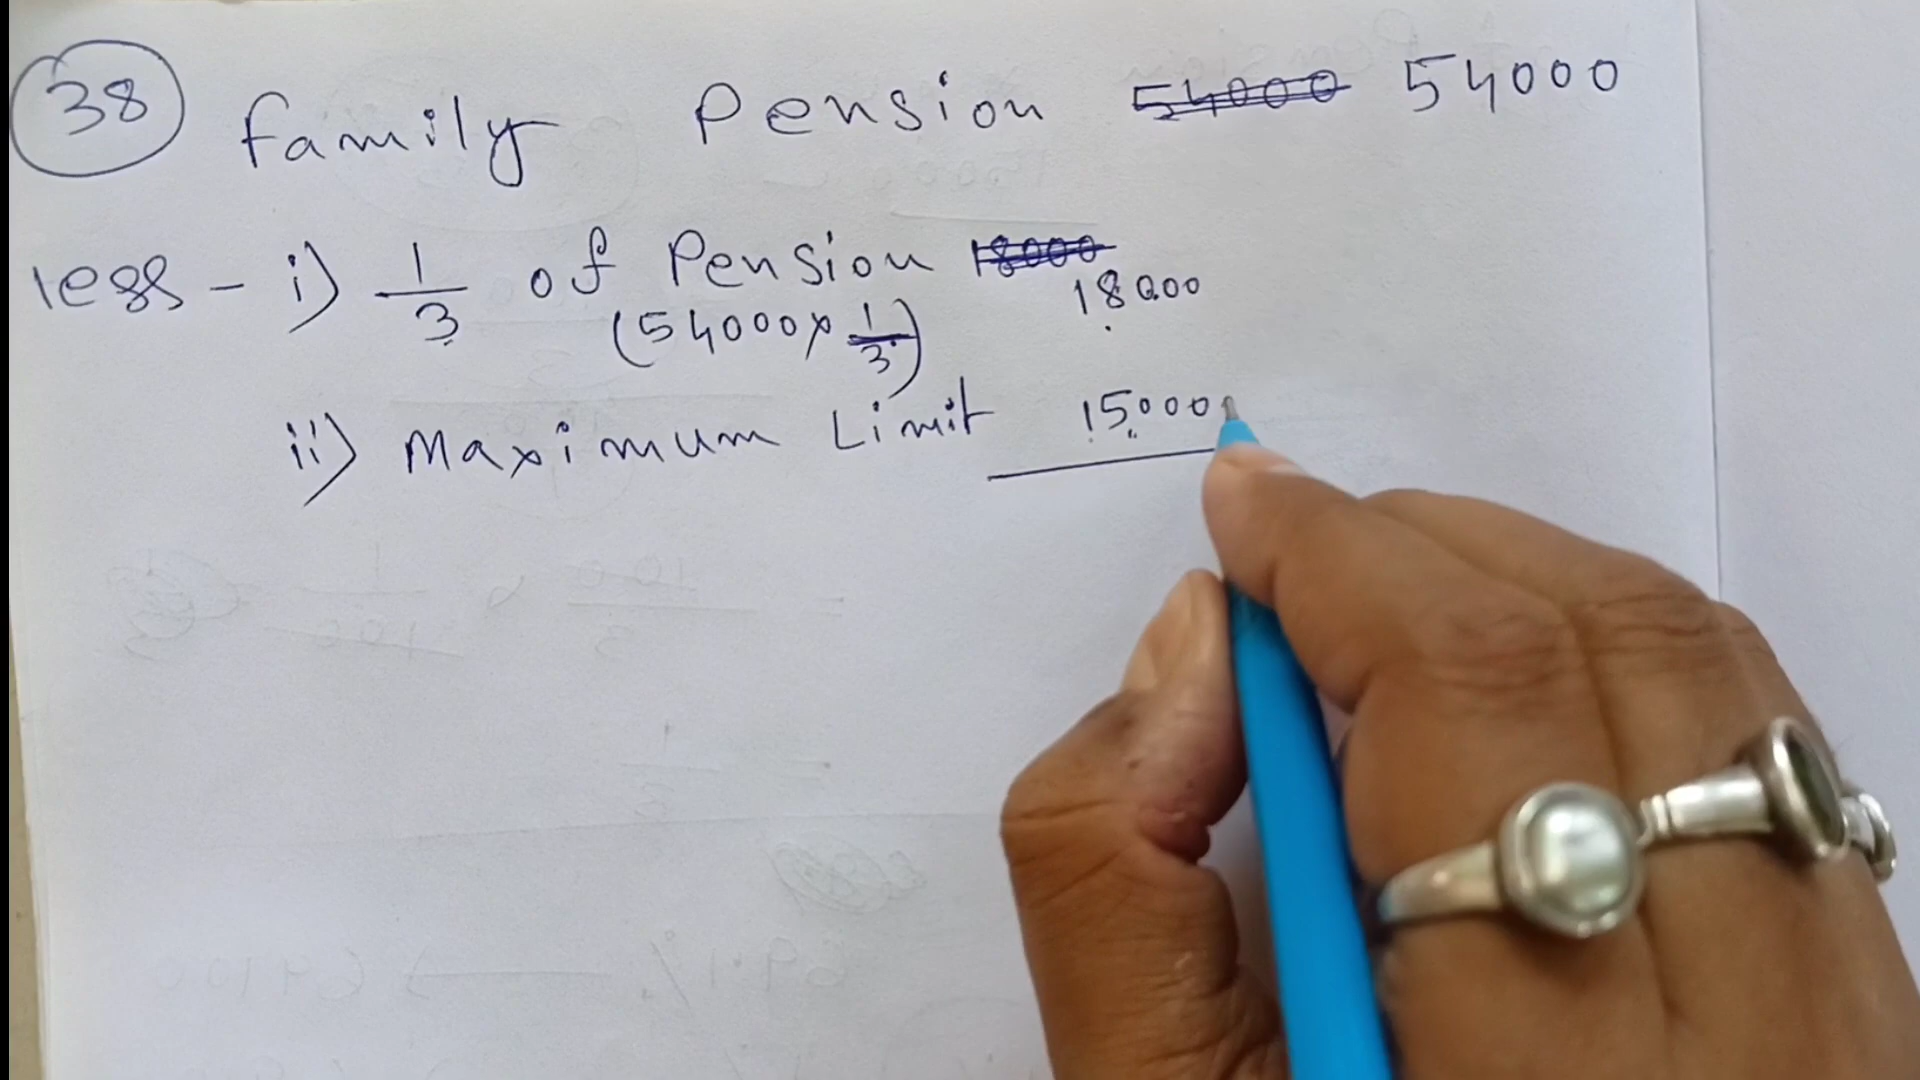 38 family Pension 54000 54000
less - i) 1/3 of Pension 18000
(54000 x 1/3) 18000
ii) Maximum Limit 15000